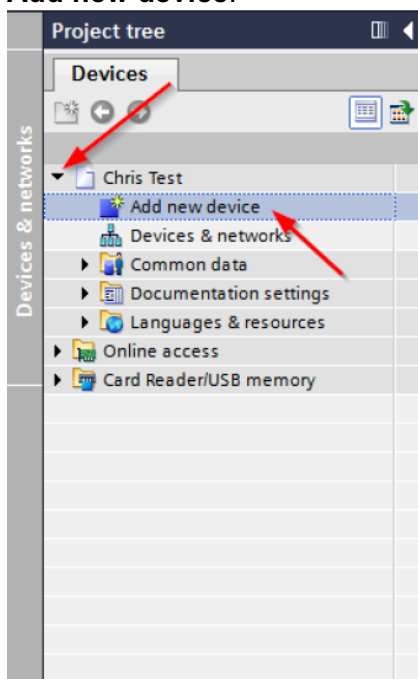 Add new device.
Project tree
Devices
Chris Test
Add new device
Devices & networks
Common data
Documentation settings
Languages & resources
Online access
Card Reader/USB memory
Devices & networks